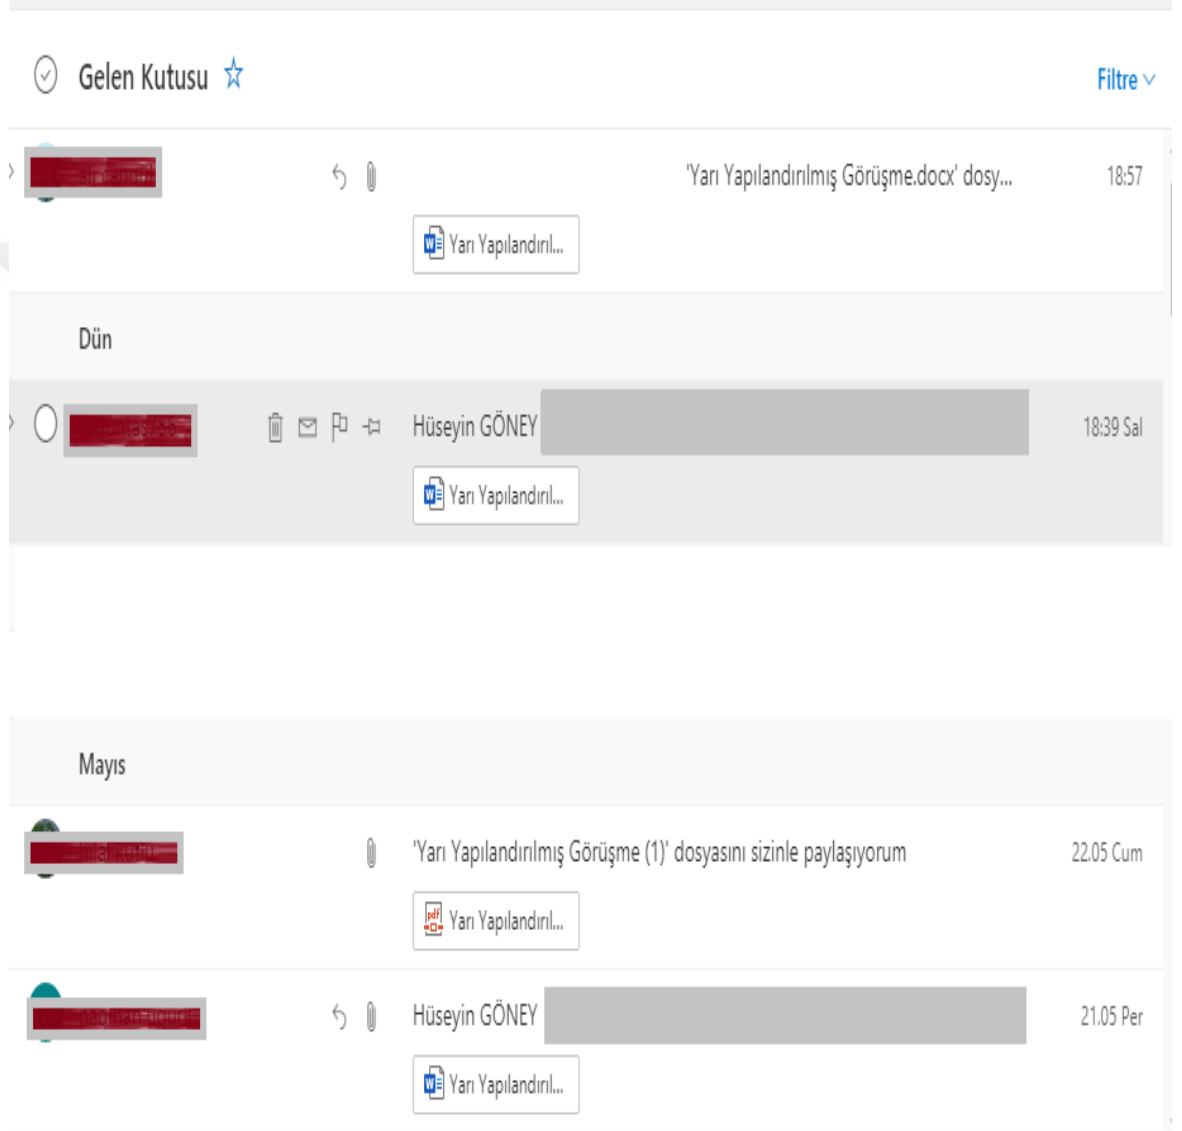 Gelen Kutusu
Filtre
'Yarı Yapılandırılmış Görüşme.docx' dosy... 18:57
Yarı Yapılandırıl...
Dün
Hüseyin GÖNEY 18:39 Sal
Yarı Yapılandırıl...
Mayıs
'Yarı Yapılandırılmış Görüşme (1)' dosyasını sizinle paylaşıyorum 22.05 Cum
pdf Yarı Yapılandırıl...
Hüseyin GÖNEY 21.05 Per
Yarı Yapılandırıl...